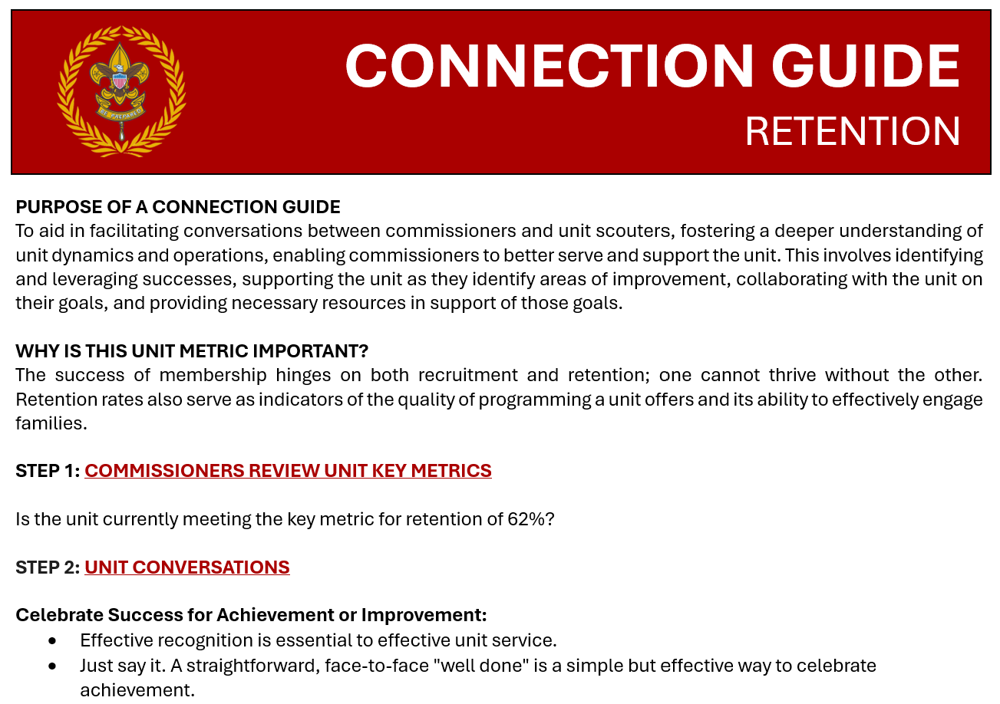 BE PREPARED
CONNECTION GUIDE
RETENTION
PURPOSE OF A CONNECTION GUIDE
To aid in facilitating conversations between commissioners and unit scouters, fostering a deeper understanding of
unit dynamics and operations, enabling commissioners to better serve and support the unit. This involves identifying
and leveraging successes, supporting the unit as they identify areas of improvement, collaborating with the unit on
their goals, and providing necessary resources in support of those goals.
WHY IS THIS UNIT METRIC IMPORTANT?
The success of membership hinges on both recruitment and retention; one cannot thrive without the other.
Retention rates also serve as indicators of the quality of programming a unit offers and its ability to effectively engage
families.
STEP 1: COMMISSIONERS REVIEW UNIT KEY METRICS
Is the unit currently meeting the key metric for retention of 62%?
STEP 2: UNIT CONVERSATIONS
Celebrate Success for Achievement or Improvement:
• Effective recognition is essential to effective unit service.
• Just say it. A straightforward, face-to-face "well done" is a simple but effective way to celebrate
achievement.